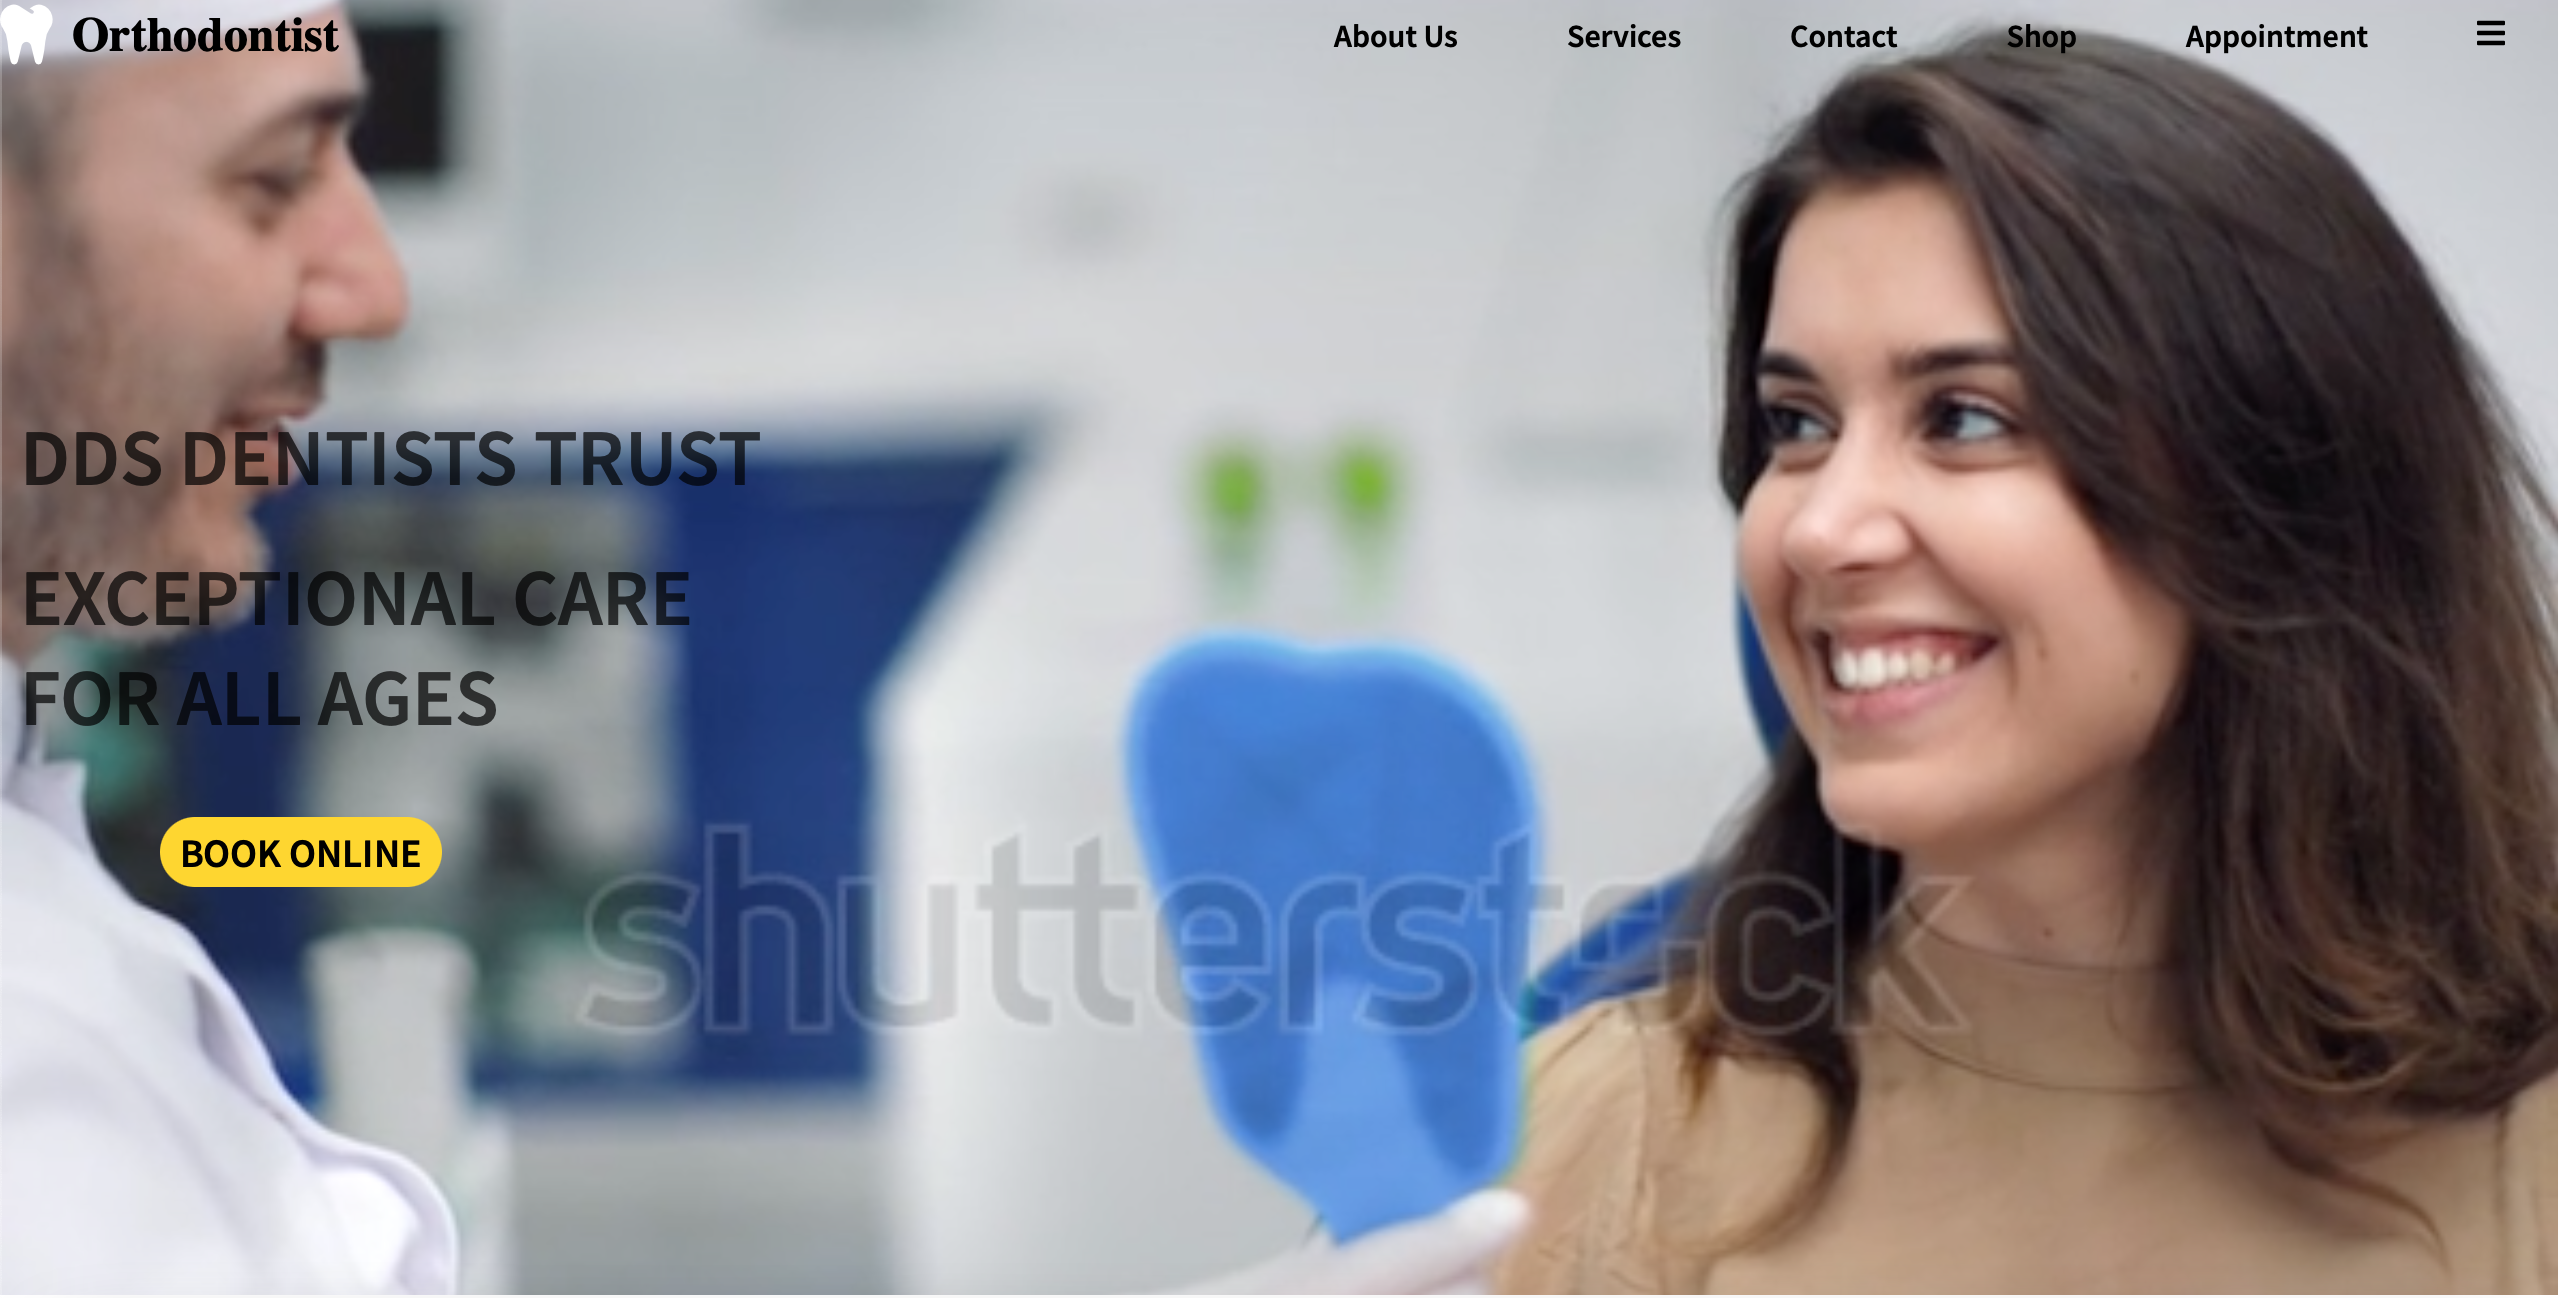 Orthodontist
About Us
Services
Contact
Shop
Appointment
DDS DENTISTS TRUST
EXCEPTIONAL CARE
FOR ALL AGES
BOOK ONLINE
shutterstock